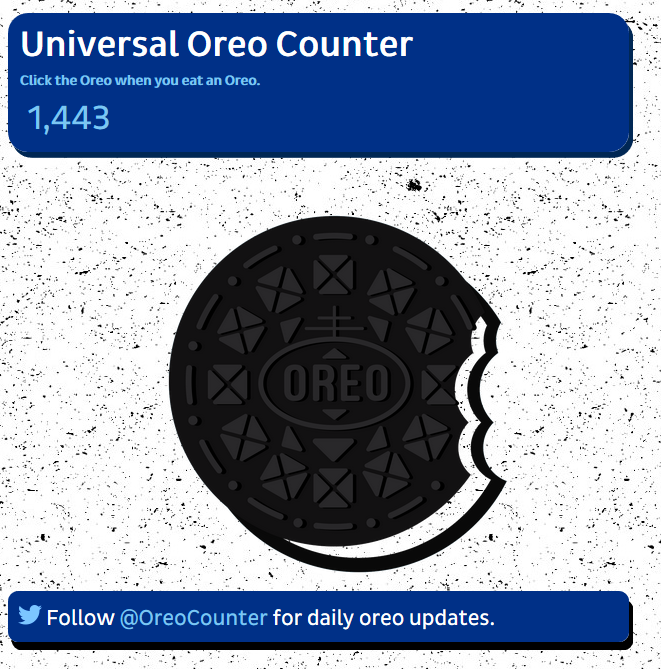 Universal Oreo Counter
Click the Oreo when you eat an Oreo.
1,443
OREO
Follow @OreoCounter for daily oreo updates.